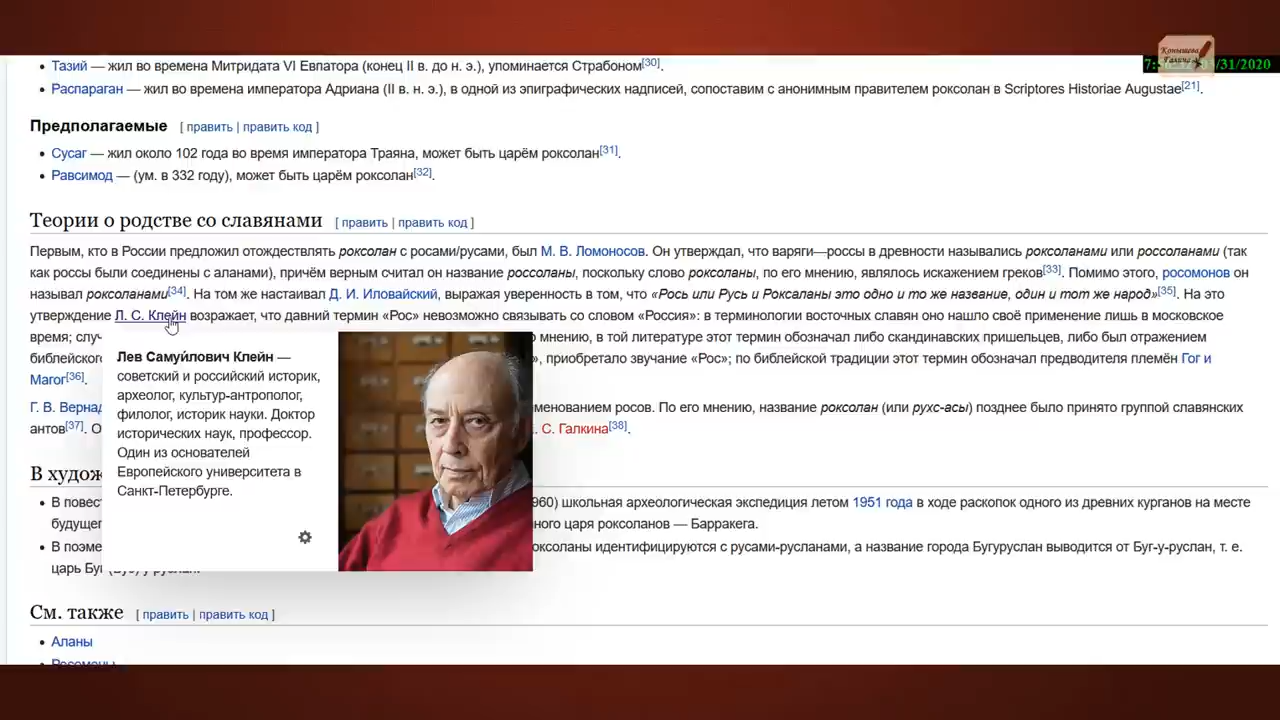 Копышева
Галина
Тазий — жил во времена Митридата VI Евпатора (конец II в. до н. э.), упоминается Страбоном[30].
/31/2020
Распараган — жил во времена императора Адриана (II в. н. э.), в одной из эпиграфических надписей, сопоставим с анонимным правителем роксолан в Scriptores Historiae Augustae[21].
Предполагаемые [ править | править код ]
Сусаг — жил около 102 года во время императора Траяна, может быть царём роксолан[31].
Равсимод — (ум. в 332 году), может быть царём роксолан[32].
Теории о родстве со славянами [ править | править код ]
Первым, кто в России предложил отождествлять роксолан с росами/русами, был М. В. Ломоносов. Он утверждал, что варяги—россы в древности назывались роксоланами или россоланами (так
как россы были соединены с аланами), причём верным считал он название россоланы, поскольку слово роксоланы, по его мнению, являлось искажением греков[33]. Помимо этого, росомонов он
называл роксоланами[34]. На том же настаивал Д. И. Иловайский, выражая уверенность в том, что «Рось или Русь и Роксаланы это одно и то же название, один и тот же народ»[35]. На это
утверждение Л. С. Клейн возражает, что давний термин «Рос» невозможно связывать со словом «Россия»: в терминологии восточных славян оно нашло своё применение лишь в московское
время; случ мнению, в той литературе этот термин обозначал либо скандинавских пришельцев, либо был отражением
библейског », приобретало звучание «Рос»; по библейской традиции этот термин обозначал предводителя племён Гог и
Магог[36].
Г. В. Вернад менованием росов. По его мнению, название роксолан (или рухс-асы) позднее было принято группой славянских
антов[37]. О С. Галкина[38].
Лев Самуйлович Клейн —
советский и российский историк,
археолог, культур-антрополог,
филолог, историк науки. Доктор
исторических наук, профессор.
Один из основателей
Европейского университета в
Санкт-Петербурге.
В худож
В повест 960) школьная археологическая экспедиция летом 1951 года в ходе раскопок одного из древних курганов на месте
будущег ного царя роксоланов — Барракега.
В поэме оксоланы идентифицируются с русами-русланами, а название города Бугуруслан выводится от Буг-у-руслан, т. е.
царь Буг
См. также [ править | править код ]
Аланы